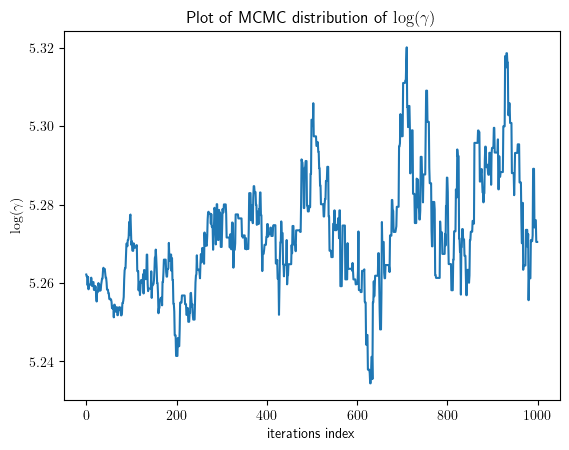 Plot of MCMC distribution of log(γ)
5.32
5.30
5.28
5.26
5.24
log(γ)
0 200 400 600 800 1000
iterations index